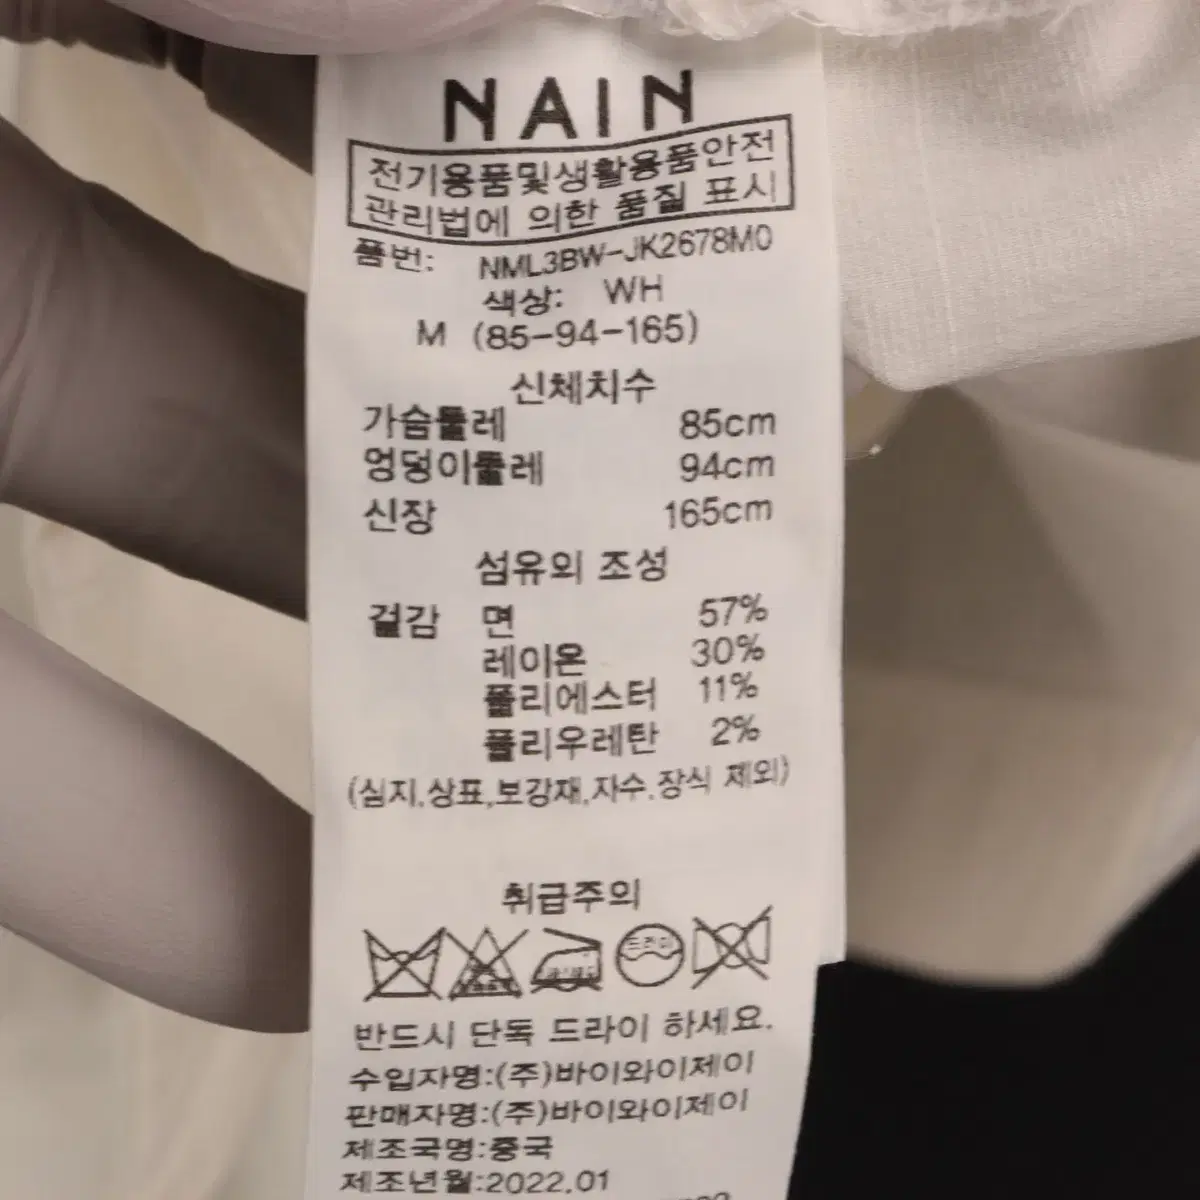 NAIN
전기용품및생활용품안전
관리법에 의한 품질 표시
품번: NML3BW-JK2678M0
색상: WH
M (85-94-165)
신체치수
가슴둘레 85cm
엉덩이둘레 94cm
신장 165cm
섬유의 조성
겉감 면 57%
레이온 30%
폴리에스터 11%
폴리우레탄 2%
(심지,상표,보강재,자수,장식 제외)
취급주의
드라이
반드시 단독 드라이 하세요.
수입자명:(주)바이와이제이
판매자명:(주)바이와이제이
제조국명:중국
제조년월:2022.01